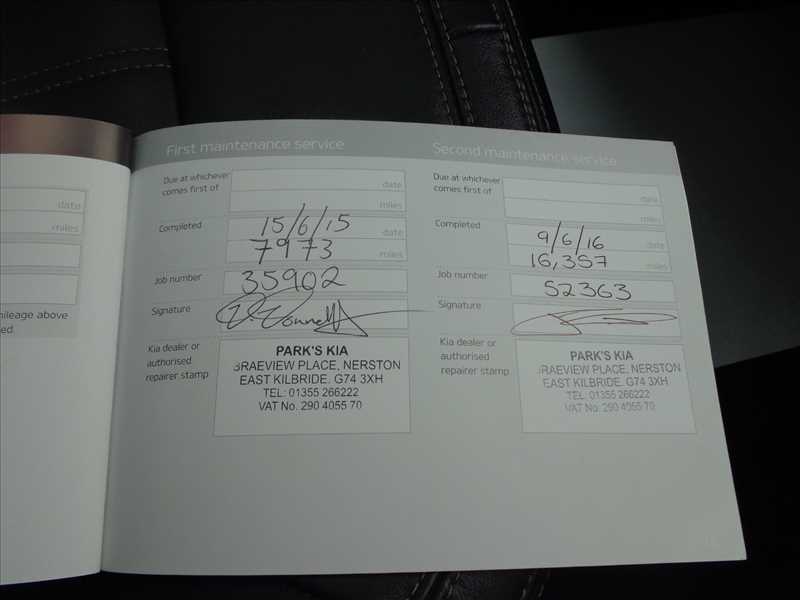 date
miles
mileage above
First maintenance service
Due at whichever
comes first of
date
miles
Completed
15/6/15
date
7973
miles
Job number
35902
Signature
Kia dealer or
authorised
repairer stamp
PARK'S KIA
BRAEVIEW PLACE, NERSTON
EAST KILBRIDE. G74 3XH
TEL: 01355 266222
VAT No. 290 4055 70
Second maintenance service
Due at whichever
comes first of
date
miles
Completed
9/6/16
date
16,357
miles
Job number
52363
Signature
Kia dealer or
authorised
repairer stamp
PARK'S KIA
BRAEVIEW PLACE, NERSTON
EAST KILBRIDE. G74 3XH
TEL: 01355 266222
VAT No. 290 4055 70